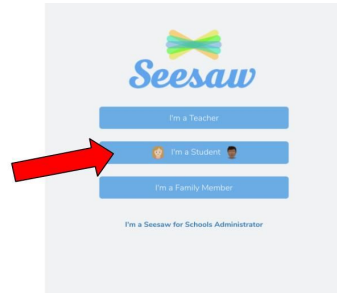 Seesaw
I'm a Teacher
I'm a Student
I'm a Family Member
I'm a Seesaw for Schools Administrator